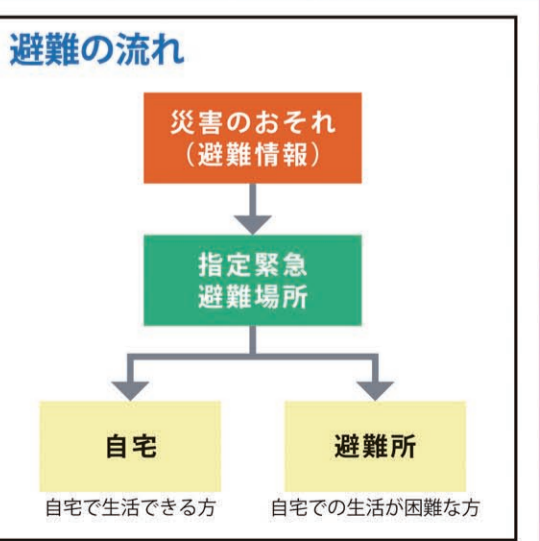 避難の流れ
災害のおそれ
（避難情報）
指定緊急
避難場所
自宅
避難所
自宅で生活できる方
自宅での生活が困難な方